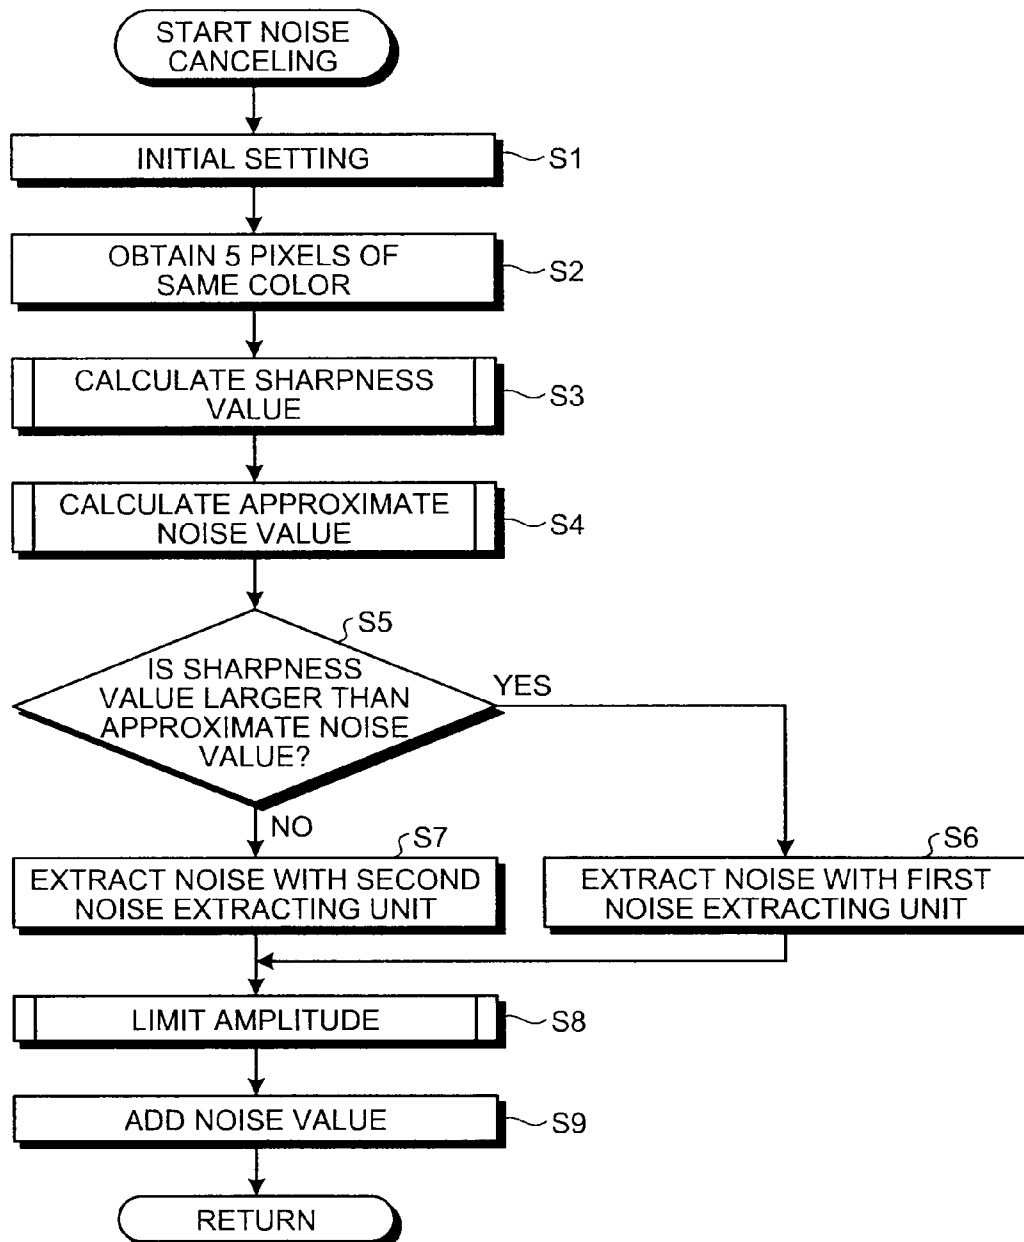 START NOISE
CANCELING
INITIAL SETTING
S1
OBTAIN 5 PIXELS OF
SAME COLOR
S2
CALCULATE SHARPNESS
VALUE
S3
CALCULATE APPROXIMATE
NOISE VALUE
S4
S5
IS SHARPNESS
VALUE LARGER THAN
APPROXIMATE NOISE
VALUE?
YES
NO
S7
EXTRACT NOISE WITH SECOND
NOISE EXTRACTING UNIT
S6
EXTRACT NOISE WITH FIRST
NOISE EXTRACTING UNIT
LIMIT AMPLITUDE
S8
ADD NOISE VALUE
S9
RETURN